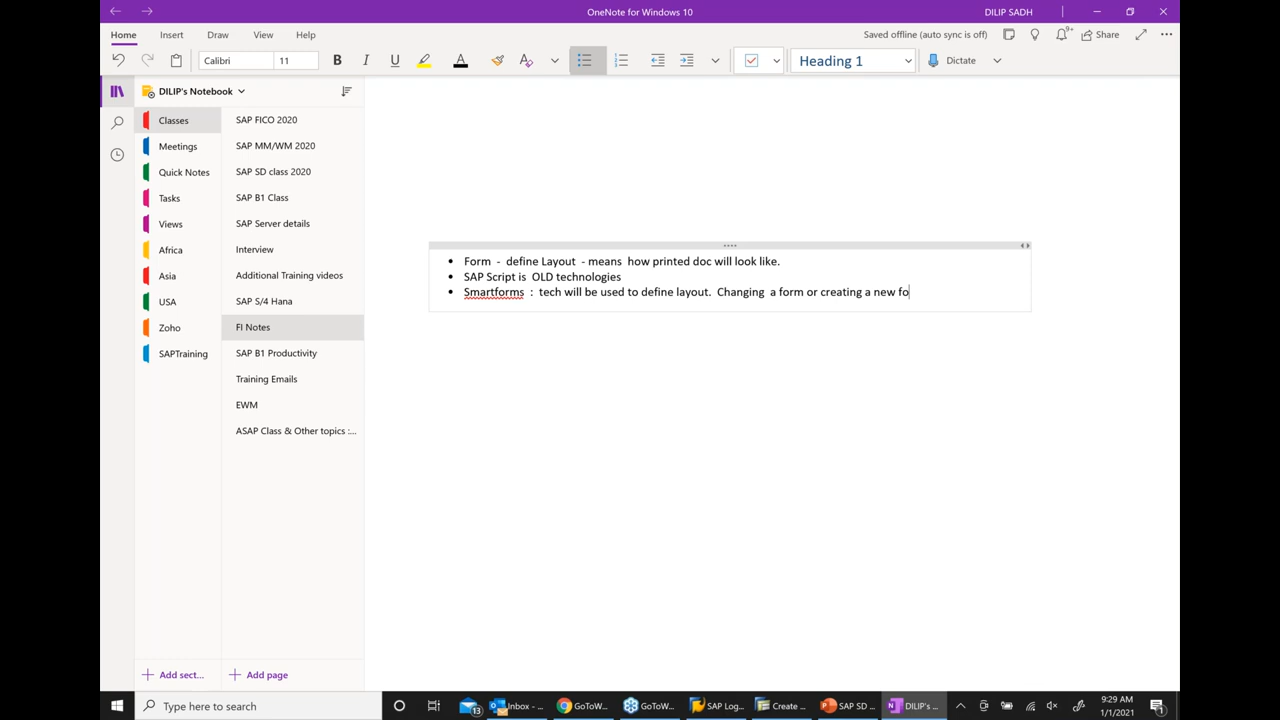 OneNote for Windows 10
DILIP SADH
Home
Insert
Draw
View
Help
Saved offline (auto sync is off)
9+
Share
Calibri
11
B
I
U
A
Heading 1
Dictate
DILIP's Notebook
Classes
Meetings
Quick Notes
Tasks
Views
Africa
Asia
USA
Zoho
SAPTraining
SAP FICO 2020
SAP MM/WM 2020
SAP SD class 2020
SAP B1 Class
SAP Server details
Interview
Additional Training videos
SAP S/4 Hana
FI Notes
SAP B1 Productivity
Training Emails
EWM
ASAP Class & Other topics :...
• Form - define Layout - means how printed doc will look like.
• SAP Script is OLD technologies
• Smartforms : tech will be used to define layout. Changing a form or creating a new fo
+ Add sect...
+ Add page
Type here to search
13
Inbox - ...
GoToW...
GoToW...
SAP Log...
Create ...
SAP SD ...
DILIP's ...
9:29 AM
1/1/2021
1